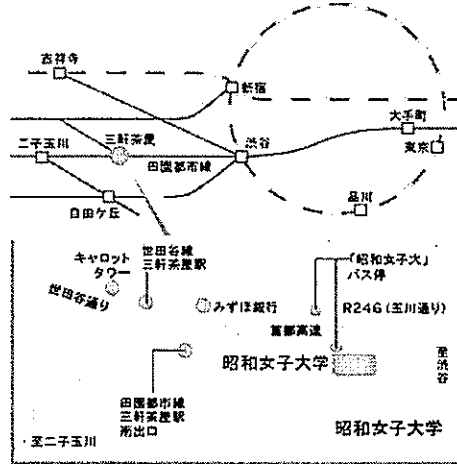 吉祥寺
新宿
大手町
三軒茶屋
二子玉川
田園都市線
渋谷
東京
自由ケ丘
品川
キャロット
タワー
世田谷線
三軒茶屋駅
「昭和女子大」
バス停
世田谷通り
みずほ銀行
R246 (玉川通り)
首都高速
至渋谷
昭和女子大学
田園都市線
三軒茶屋駅
南出口
昭和女子大学
・至二子玉川